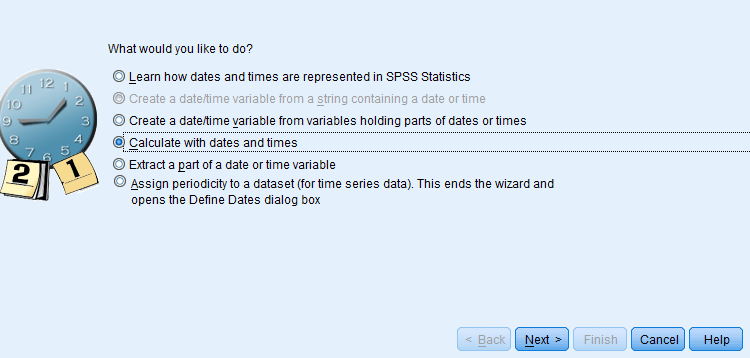 What would you like to do?
Learn how dates and times are represented in SPSS Statistics
Create a date/time variable from a string containing a date or time
Create a date/time variable from variables holding parts of dates or times
Calculate with dates and times
Extract a part of a date or time variable
Assign periodicity to a dataset (for time series data). This ends the wizard and
opens the Define Dates dialog box
11 12 1
10 2
9 3
8 4
7 6 5
2 1
< Back Next > Finish Cancel Help